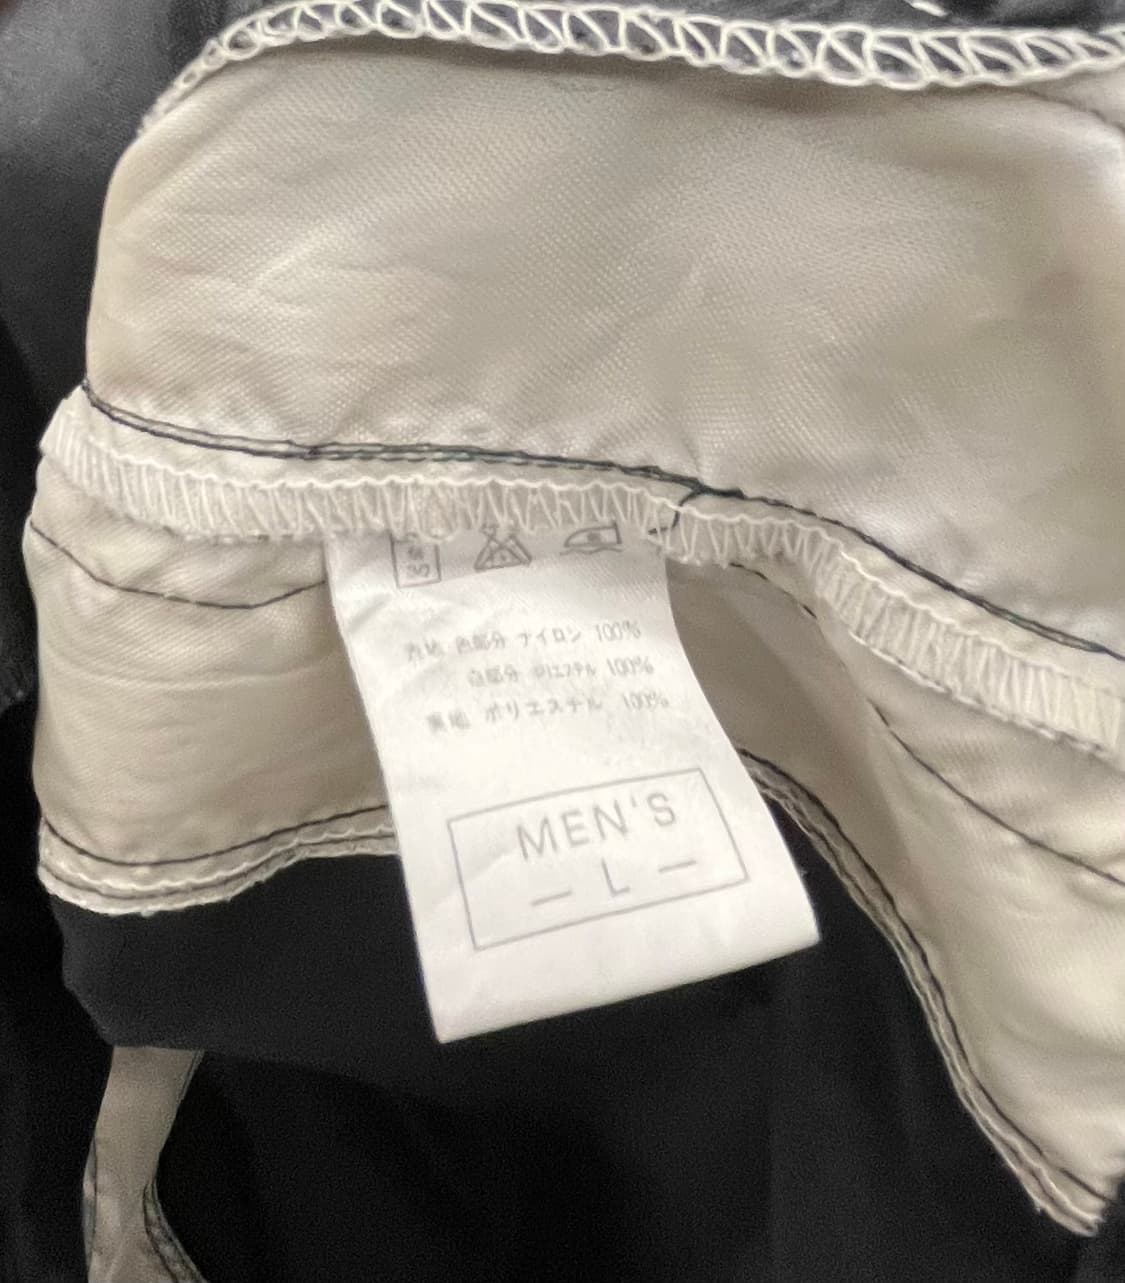 表地 色部分 ナイロン 100%
白部分 ポリエステル 100%
裏地 ポリエステル 100%
MEN'S
— L —